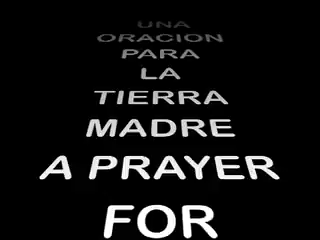 UNA
ORACION
PARA
LA
TIERRA
MADRE
A PRAYER
FOR